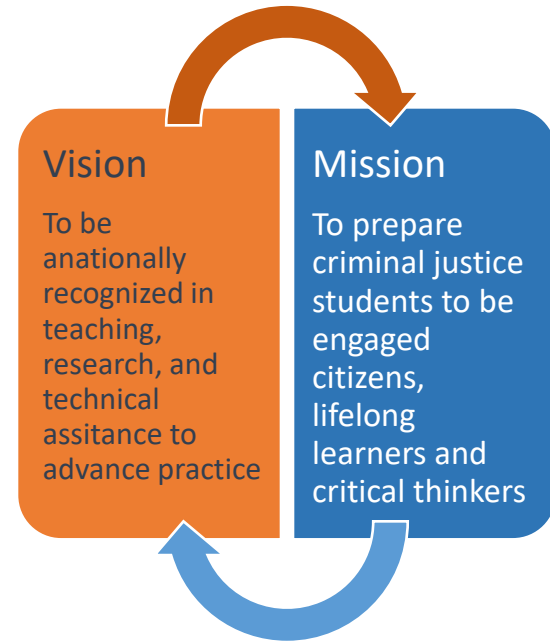 Vision
To be
anationally
recognized in
teaching,
research, and
technical
assitance to
advance practice
Mission
To prepare
criminal justice
students to be
engaged
citizens,
lifelong
learners and
critical thinkers